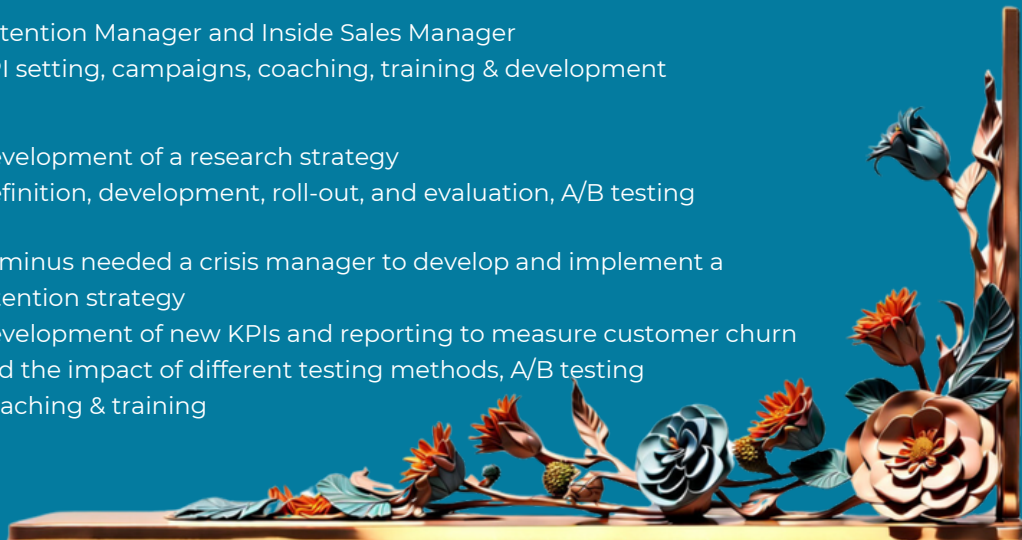 tention Manager and Inside Sales Manager
I setting, campaigns, coaching, training & development
velopment of a research strategy
finition, development, roll-out, and evaluation, A/B testing
minus needed a crisis manager to develop and implement a
tention strategy
velopment of new KPIs and reporting to measure customer churn
d the impact of different testing methods, A/B testing
aching & training